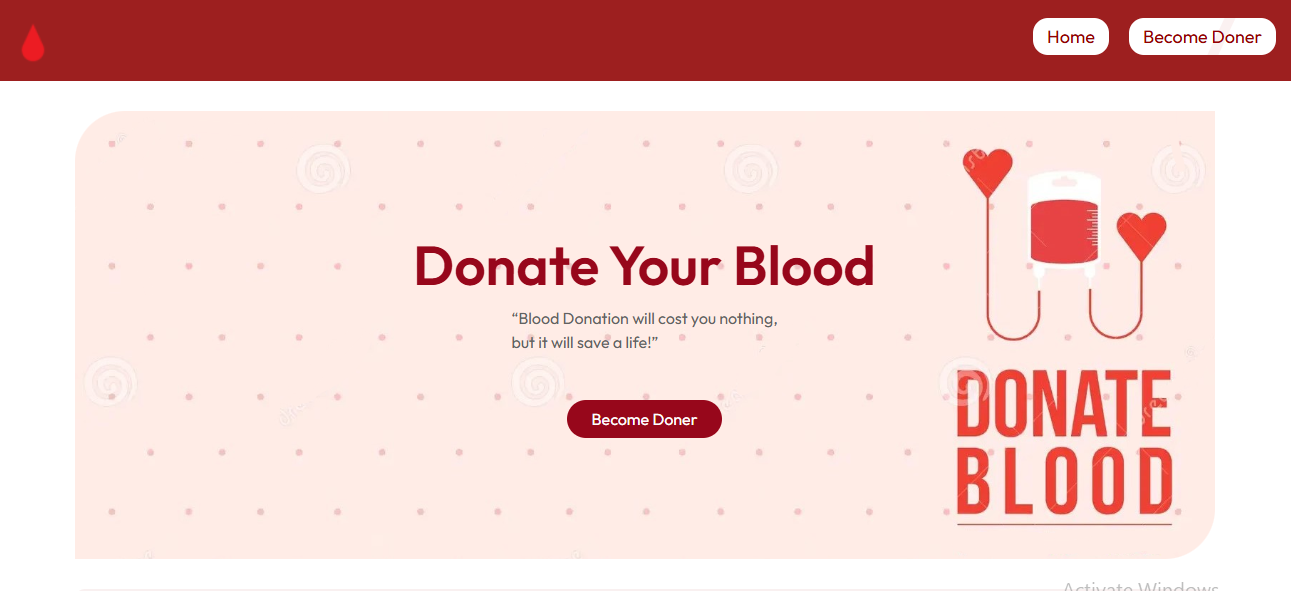 Home
Become Doner
Donate Your Blood
“Blood Donation will cost you nothing,
but it will save a life!”
Become Doner
DONATE
BLOOD
Activate Windows